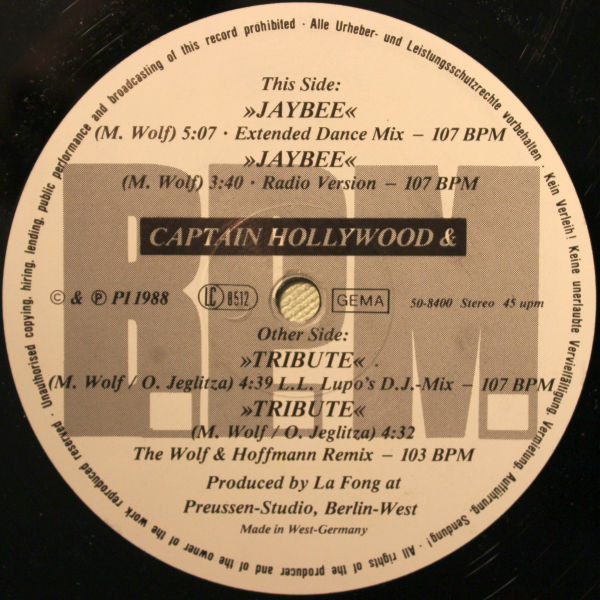 Unauthorised copying, hiring, lending, public performance and broadcasting of this record prohibited · Alle Urheber- und Leistungsschutzrechte vorbehalten · Kein Verleih! Keine unerlaubte Vervielfältigung, Vermietung, Aufführung, Sendung! · All rights of the producer and of the owner of the work reproduced reserved ·
This Side:
»JAYBEE«
(M. Wolf) 5:07 · Extended Dance Mix – 107 BPM
»JAYBEE«
(M. Wolf) 3:40 · Radio Version – 107 BPM
B.P.M.
CAPTAIN HOLLYWOOD &
© & ℗ PI 1988 LC 8512 GEMA 50-8400 Stereo 45 upm
Other Side:
»TRIBUTE«
(M. Wolf / O. Jeglitza) 4:39 L.L. Lupo's D.J.-Mix – 107 BPM
»TRIBUTE«
(M. Wolf / O. Jeglitza) 4:32
The Wolf & Hoffmann Remix – 103 BPM
Produced by La Fong at
Preussen-Studio, Berlin-West
Made in West-Germany